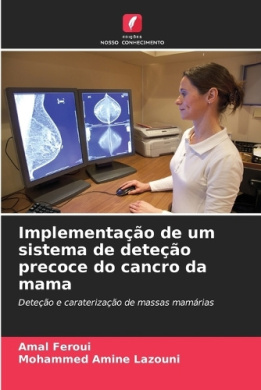 edições
NOSSO CONHECIMENTO
Implementação de um
sistema de deteção
precoce do cancro da
mama
Deteção e caraterização de massas mamárias
Amal Feroui
Mohammed Amine Lazouni